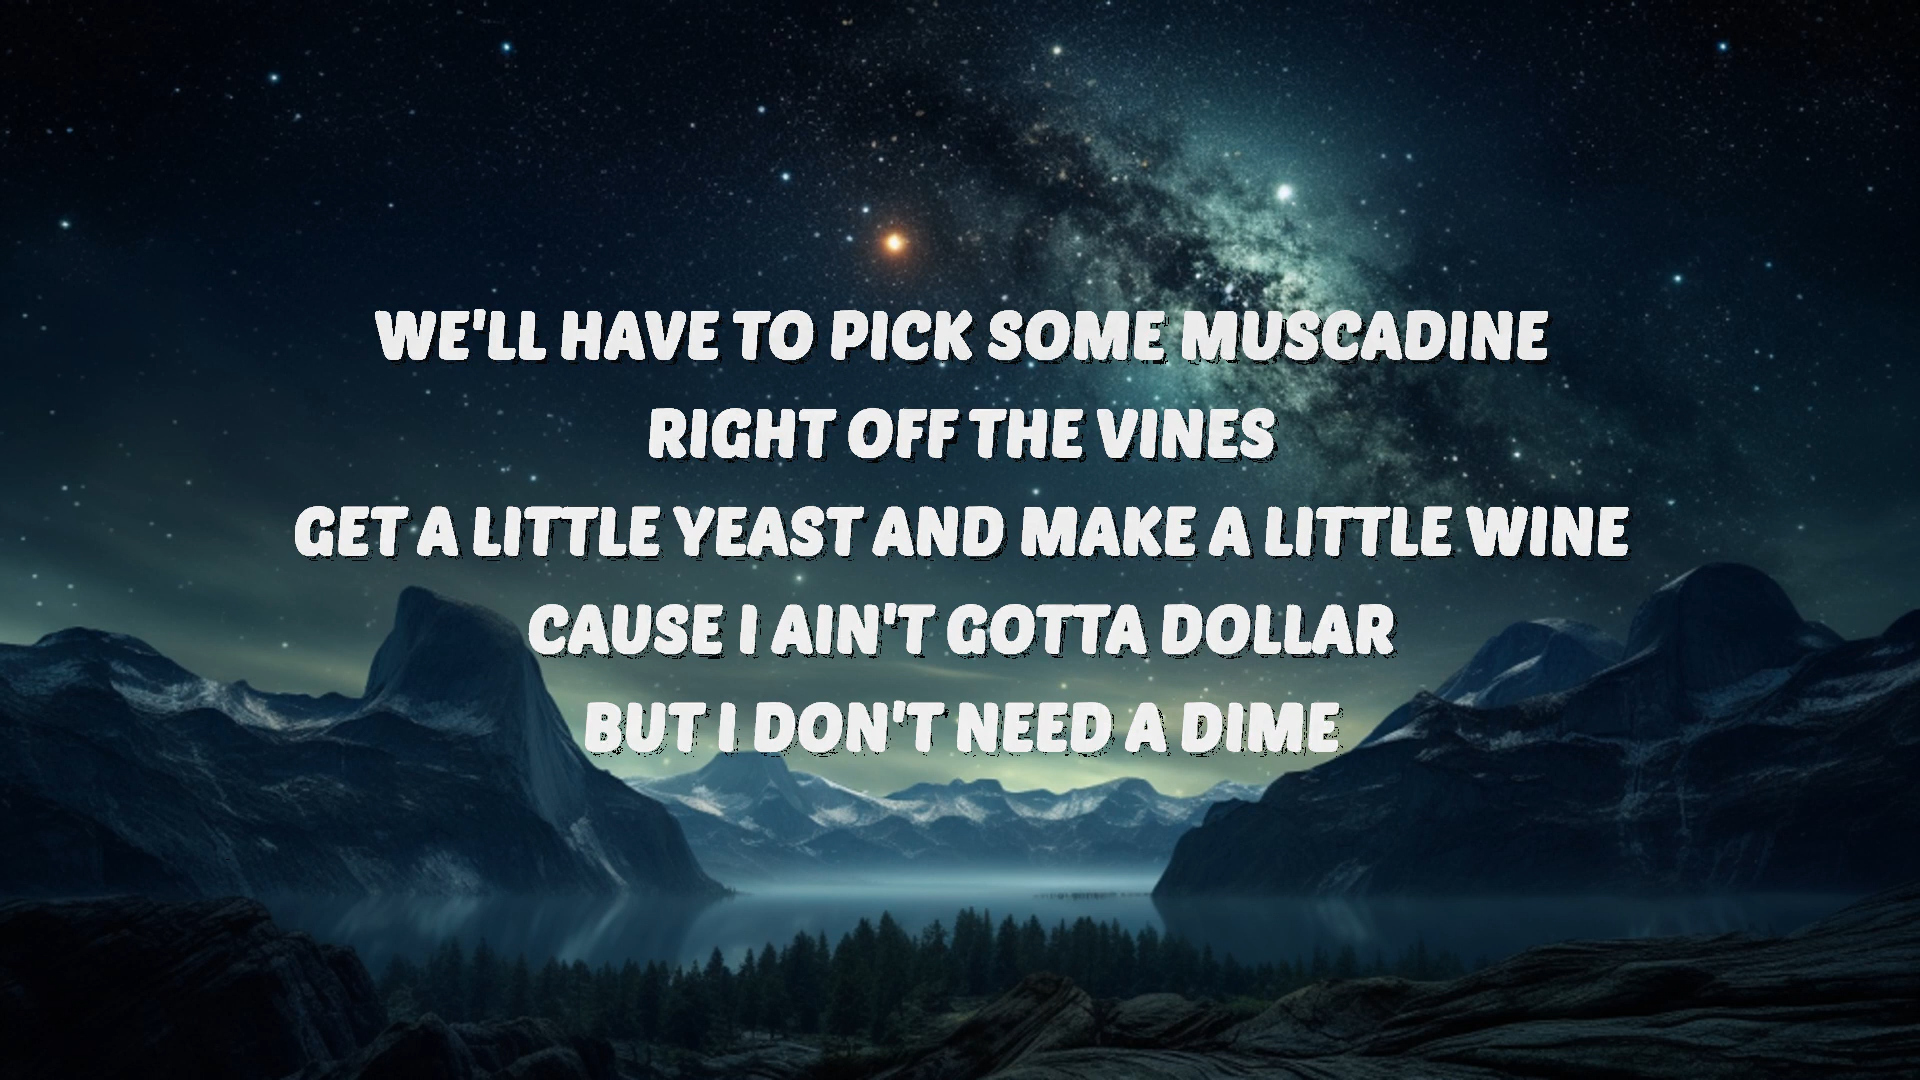 WE'LL HAVE TO PICK SOME MUSCADINE
RIGHT OFF THE VINES
GET A LITTLE YEAST AND MAKE A LITTLE WINE
CAUSE I AIN'T GOTTA DOLLAR
BUT I DON'T NEED A DIME